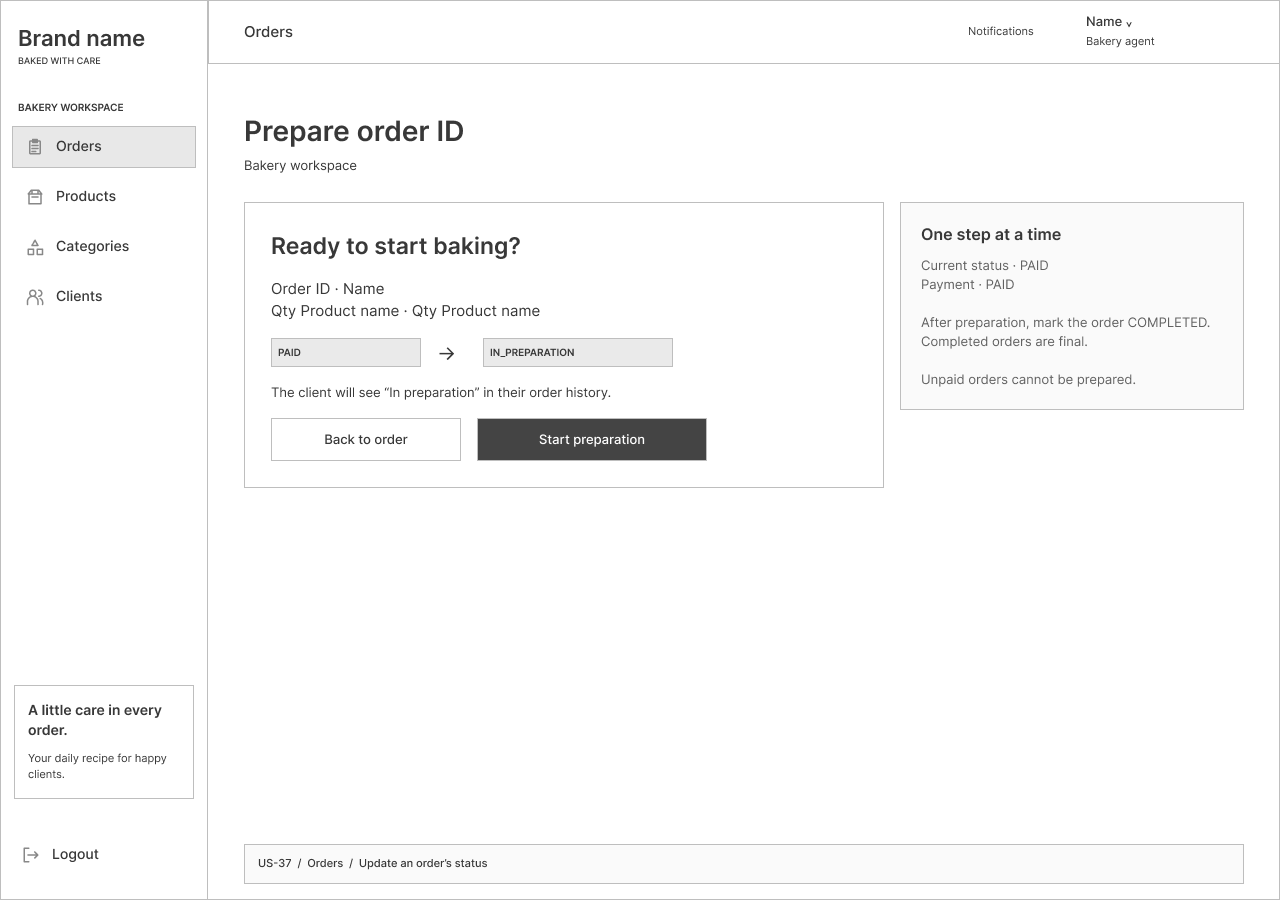 Brand name
BAKED WITH CARE
BAKERY WORKSPACE
Orders
Products
Categories
Clients
A little care in every
order.
Your daily recipe for happy
clients.
Logout
Orders
Notifications
Name
Bakery agent
Prepare order ID
Bakery workspace
Ready to start baking?
Order ID · Name
Qty Product name · Qty Product name
PAID → IN_PREPARATION
The client will see “In preparation” in their order history.
Back to order
Start preparation
One step at a time
Current status · PAID
Payment · PAID
After preparation, mark the order COMPLETED.
Completed orders are final.
Unpaid orders cannot be prepared.
US-37 / Orders / Update an order’s status